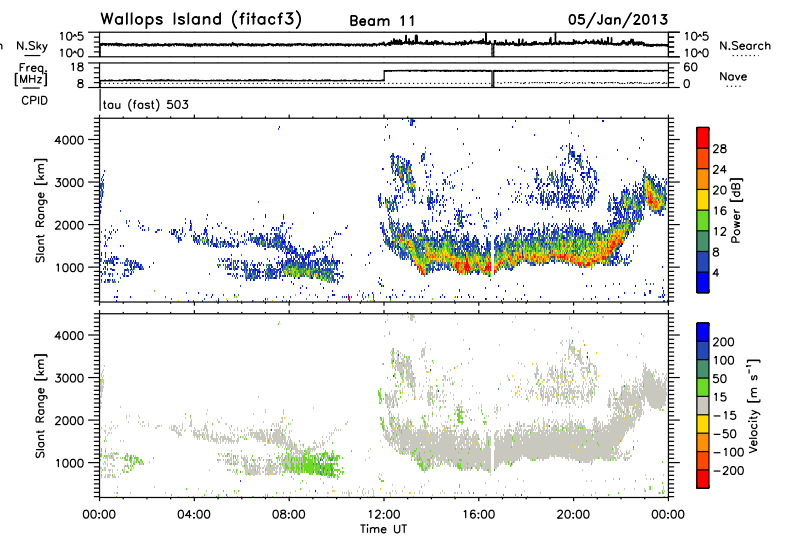 Wallops Island (fitacf3) Beam 11 05/Jan/2013
n N.Sky 10^5 10^0 10^5 10^0 N.Search
Freq. [MHz] 18 8 60 0 Nave
CPID tau (fast) 503
4000
3000
2000
1000
Slant Range [km]
28
24
20
16
12
8
4
Power [dB]
4000
3000
2000
1000
Slant Range [km]
200
100
50
15
-15
-50
-100
-200
Velocity [m s^-1]
00:00 04:00 08:00 12:00 16:00 20:00 00:00
Time UT